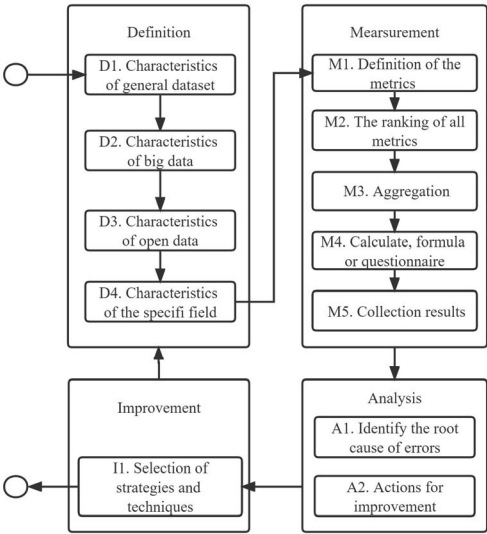 Definition
D1. Characteristics
of general dataset
D2. Characteristics
of big data
D3. Characteristics
of open data
D4. Characteristics
of the specifi field
Mearsurement
M1. Definition of the
metrics
M2. The ranking of all
metrics
M3. Aggregation
M4. Calculate, formula
or questionnaire
M5. Collection results
Improvement
I1. Selection of
strategies and
techniques
Analysis
A1. Identify the root
cause of errors
A2. Actions for
improvement